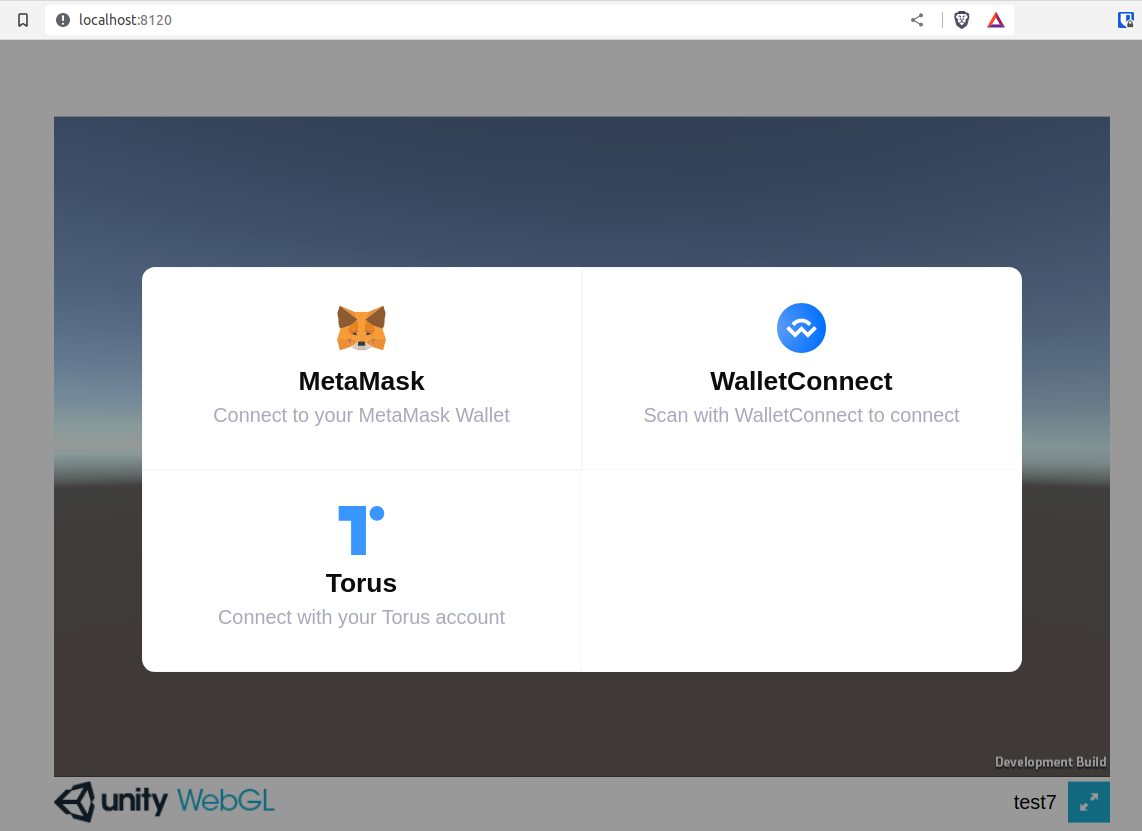 localhost:8120
MetaMask
Connect to your MetaMask Wallet
WalletConnect
Scan with WalletConnect to connect
Torus
Connect with your Torus account
Development Build
unity WebGL
test7